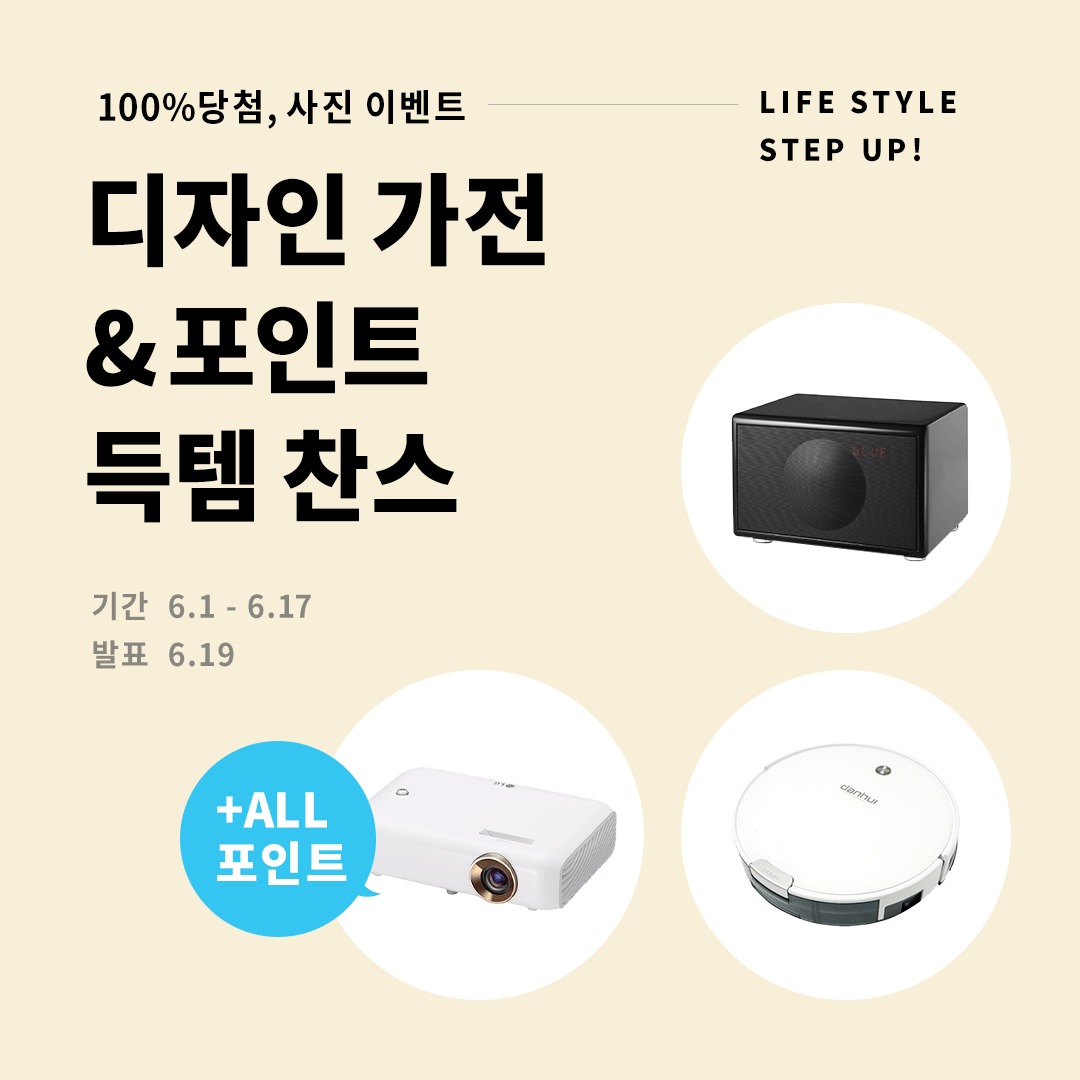 100%당첨, 사진 이벤트
LIFE STYLE
STEP UP!
디자인 가전
& 포인트
득템 찬스
기간 6.1 - 6.17
발표 6.19
+ALL
포인트
LG
danhui